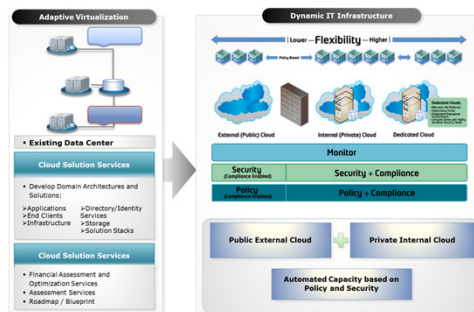 Adaptive Virtualization
• Existing Data Center
Cloud Solution Services
• Develop Domain Architectures and
Solutions:
➢Applications
➢End Clients
➢Infrastructure
➢Directory/Identity
Services
➢Storage
➢Solution Stacks
Cloud Solution Services
• Financial Assessment and
Optimization Services
• Assessment Services
• Roadmap / Blueprint
Dynamic IT Infrastructure
| Lower — Flexibility — Higher |
Policy Based
External (Public) Cloud
Internal (Private) Cloud
Dedicated Cloud
Dedicated Clouds
Monitor
Security
(Compliance Enabled)
Security + Compliance
Policy
(Compliance Enabled)
Policy + Compliance
Public External Cloud
Private Internal Cloud
Automated Capacity based on
Policy and Security